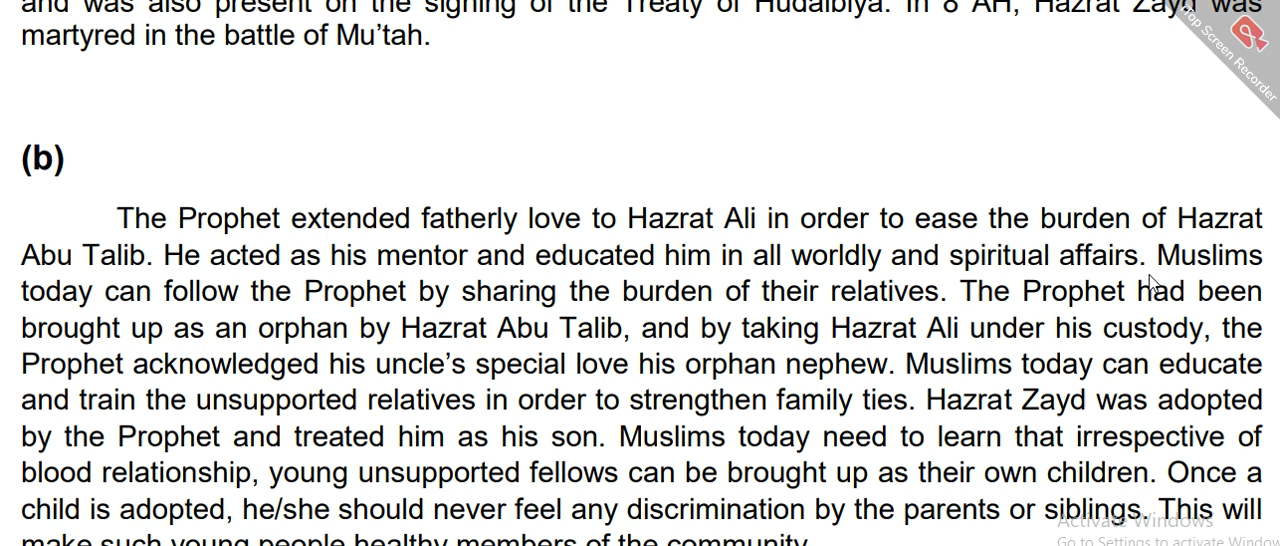 and was also present on the signing of the Treaty of Hudaibiya. In 8 AH, Hazrat Zayd was
martyred in the battle of Mu’tah.
Top Screen Recorder
(b)
The Prophet extended fatherly love to Hazrat Ali in order to ease the burden of Hazrat
Abu Talib. He acted as his mentor and educated him in all worldly and spiritual affairs. Muslims
today can follow the Prophet by sharing the burden of their relatives. The Prophet had been
brought up as an orphan by Hazrat Abu Talib, and by taking Hazrat Ali under his custody, the
Prophet acknowledged his uncle’s special love his orphan nephew. Muslims today can educate
and train the unsupported relatives in order to strengthen family ties. Hazrat Zayd was adopted
by the Prophet and treated him as his son. Muslims today need to learn that irrespective of
blood relationship, young unsupported fellows can be brought up as their own children. Once a
child is adopted, he/she should never feel any discrimination by the parents or siblings. This will
make such young people healthy members of the community.
Activate Windows
Go to Settings to activate Window